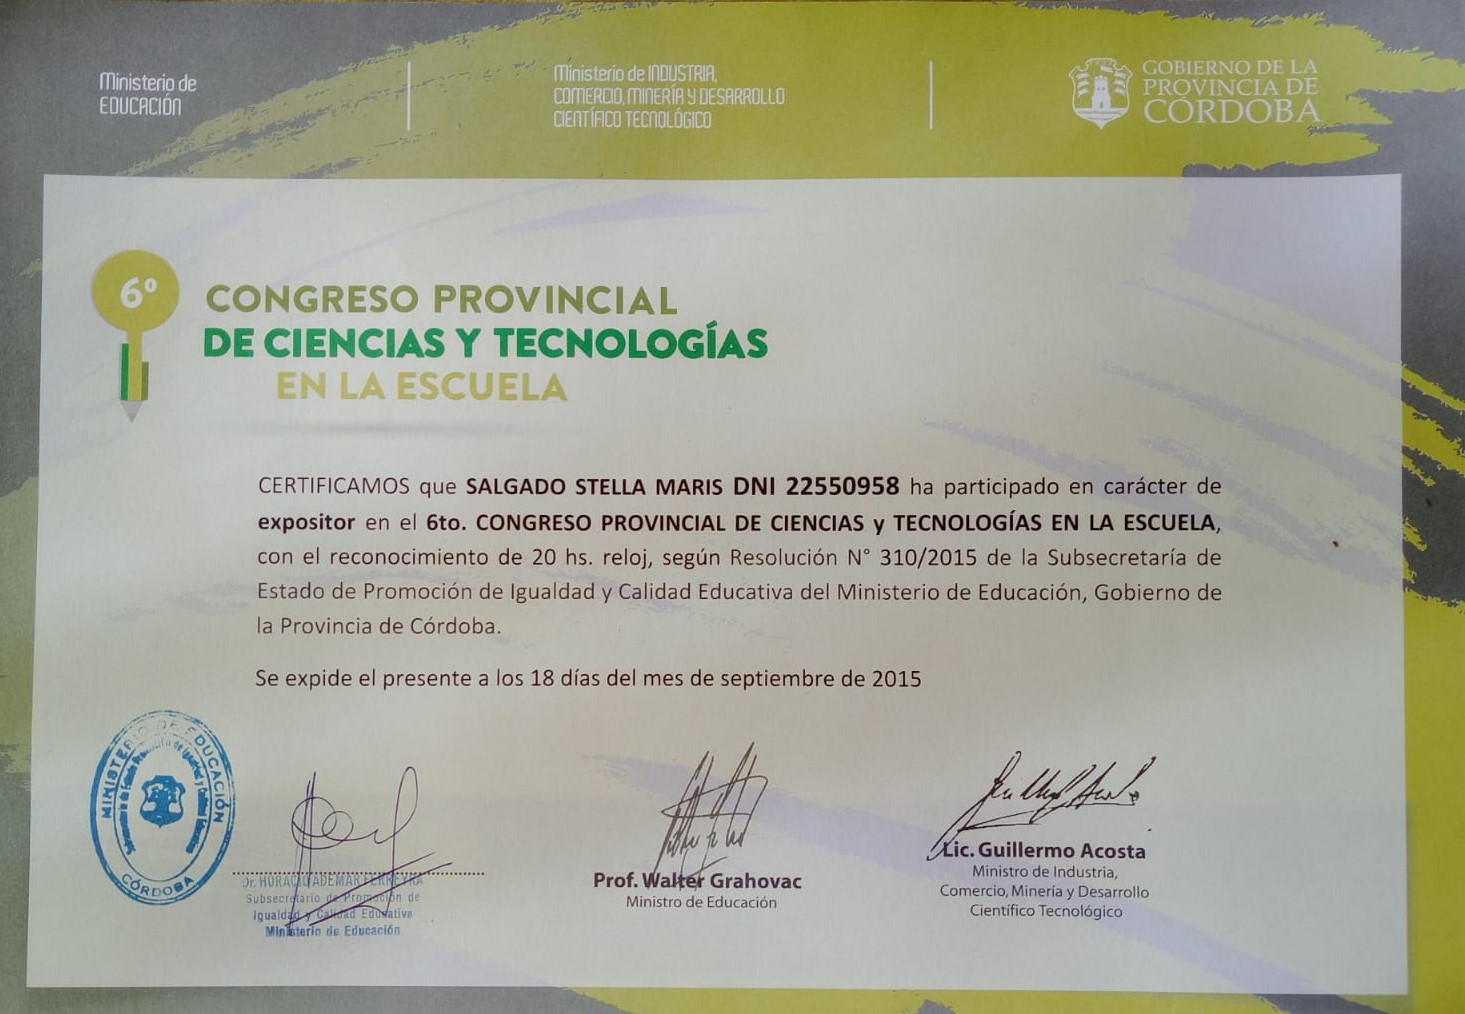 Ministerio de
EDUCACIÓN
Ministerio de INDUSTRIA,
COMERCIO, MINERÍA Y DESARROLLO
CIENTÍFICO TECNOLÓGICO
GOBIERNO DE LA
PROVINCIA DE
CÓRDOBA
6º
CONGRESO PROVINCIAL
DE CIENCIAS Y TECNOLOGÍAS
EN LA ESCUELA
CERTIFICAMOS que SALGADO STELLA MARIS DNI 22550958 ha participado en carácter de
expositor en el 6to. CONGRESO PROVINCIAL DE CIENCIAS y TECNOLOGÍAS EN LA ESCUELA,
con el reconocimiento de 20 hs. reloj, según Resolución N° 310/2015 de la Subsecretaría de
Estado de Promoción de Igualdad y Calidad Educativa del Ministerio de Educación, Gobierno de
la Provincia de Córdoba.
Se expide el presente a los 18 días del mes de septiembre de 2015
MINISTERIO DE EDUCACIÓN
CÓRDOBA
Dr. HORACIO ADEMAR FERREYRA
Subsecretario de Promoción de
Igualdad y Calidad Educativa
Ministerio de Educación
Prof. Walter Grahovac
Ministro de Educación
Lic. Guillermo Acosta
Ministro de Industria,
Comercio, Minería y Desarrollo
Científico Tecnológico